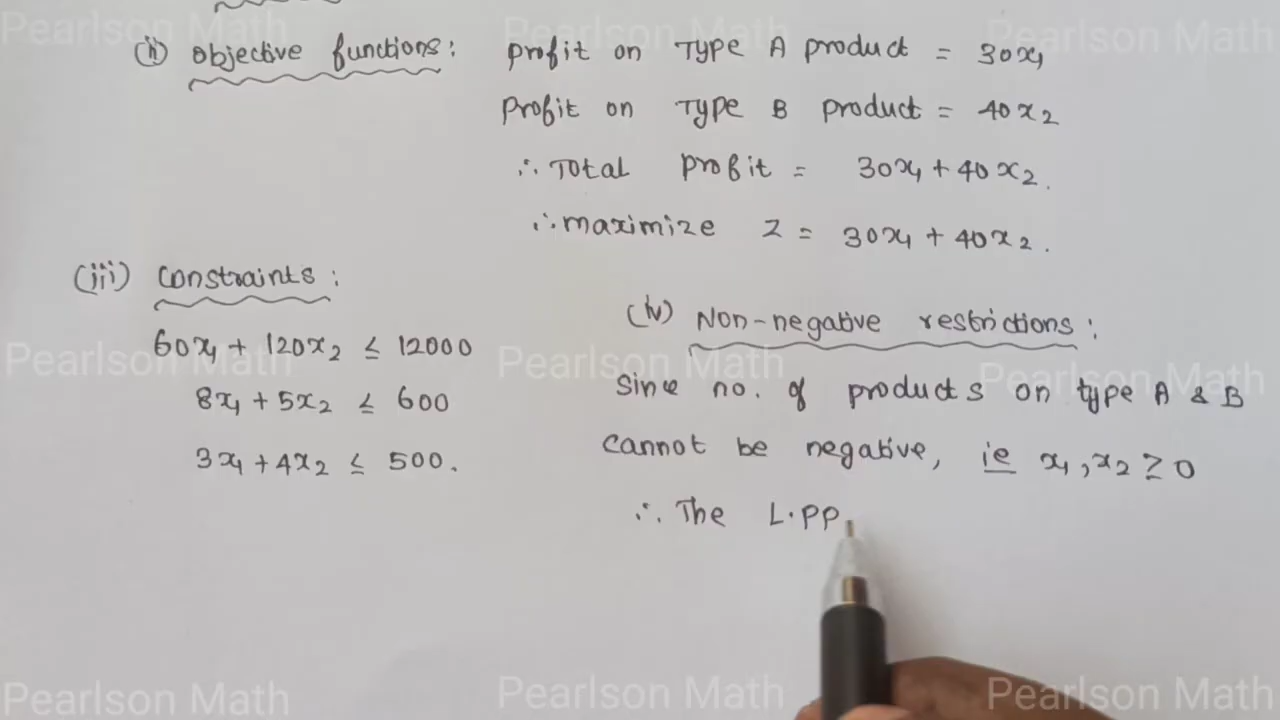 Pearlson Math Pearlson Math Pearlson Math
(ii) objective functions: profit on Type A product = 30x₁
Profit on Type B product = 40x₂
∴ Total profit = 30x₁ + 40x₂.
∴ maximize Z = 30x₁ + 40x₂.
(iii) constraints:
60x₁ + 120x₂ ≤ 12000
8x₁ + 5x₂ ≤ 600
3x₁ + 4x₂ ≤ 500.
(iv) Non-negative restrictions:
Pearlson Math Pearlson Math Pearlson Math
Since no. of products on type A & B
cannot be negative, ie x₁, x₂ ≥ 0
∴ The L.PP
Pearlson Math Pearlson Math Pearlson Math